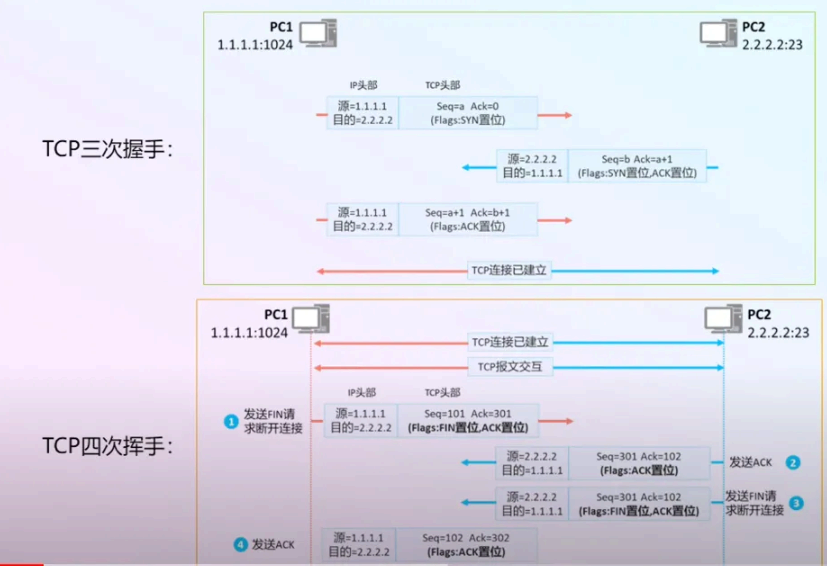 PC1
1.1.1.1:1024
PC2
2.2.2.2:23
IP头部
TCP头部
源=1.1.1.1
目的=2.2.2.2
Seq=a Ack=0
(Flags:SYN置位)
TCP三次握手:
源=2.2.2.2
目的=1.1.1.1
Seq=b Ack=a+1
(Flags:SYN置位,ACK置位)
源=1.1.1.1
目的=2.2.2.2
Seq=a+1 Ack=b+1
(Flags:ACK置位)
TCP连接已建立
PC1
1.1.1.1:1024
PC2
2.2.2.2:23
TCP连接已建立
TCP报文交互
IP头部
TCP头部
1 发送FIN请
求断开连接
源=1.1.1.1
目的=2.2.2.2
Seq=101 Ack=301
(Flags:FIN置位,ACK置位)
TCP四次挥手:
源=2.2.2.2
目的=1.1.1.1
Seq=301 Ack=102
(Flags:ACK置位)
发送ACK 2
源=2.2.2.2
目的=1.1.1.1
Seq=301 Ack=102
(Flags:FIN置位,ACK置位)
发送FIN请
求断开连接 3
4 发送ACK
源=1.1.1.1
目的=2.2.2.2
Seq=102 Ack=302
(Flags:ACK置位)